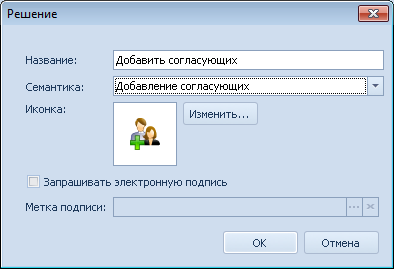 Решение
Название: Добавить согласующих
Семантика: Добавление согласующих
Иконка: Изменить...
Запрашивать электронную подпись
Метка подписи: ...
OK Отмена